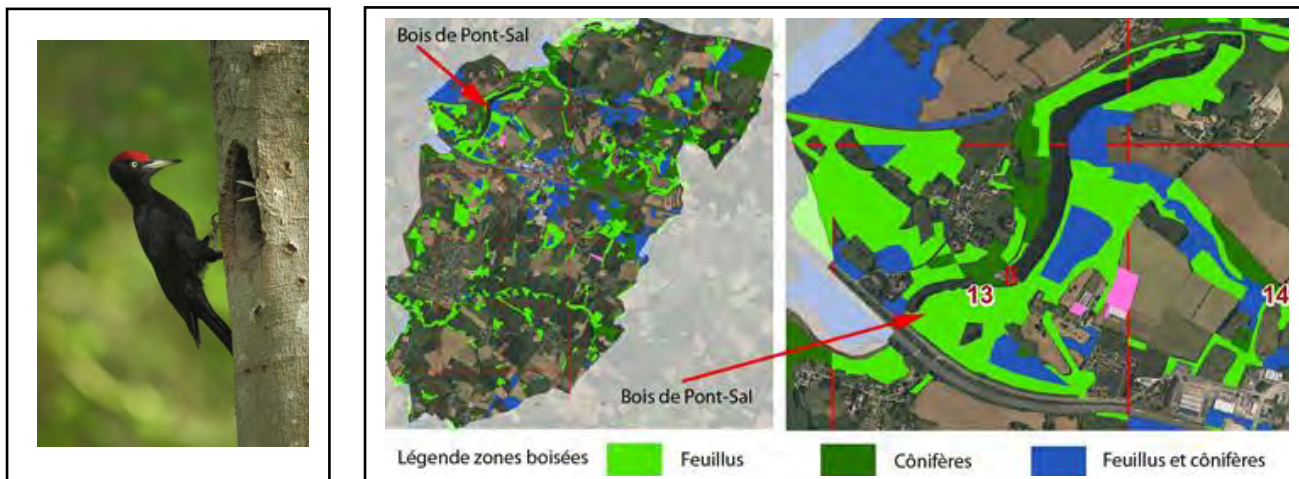 Bois de Pont-Sal
13
14
Bois de Pont-Sal
Légende zones boisées Feuillus Cônifères Feuillus et cônifères